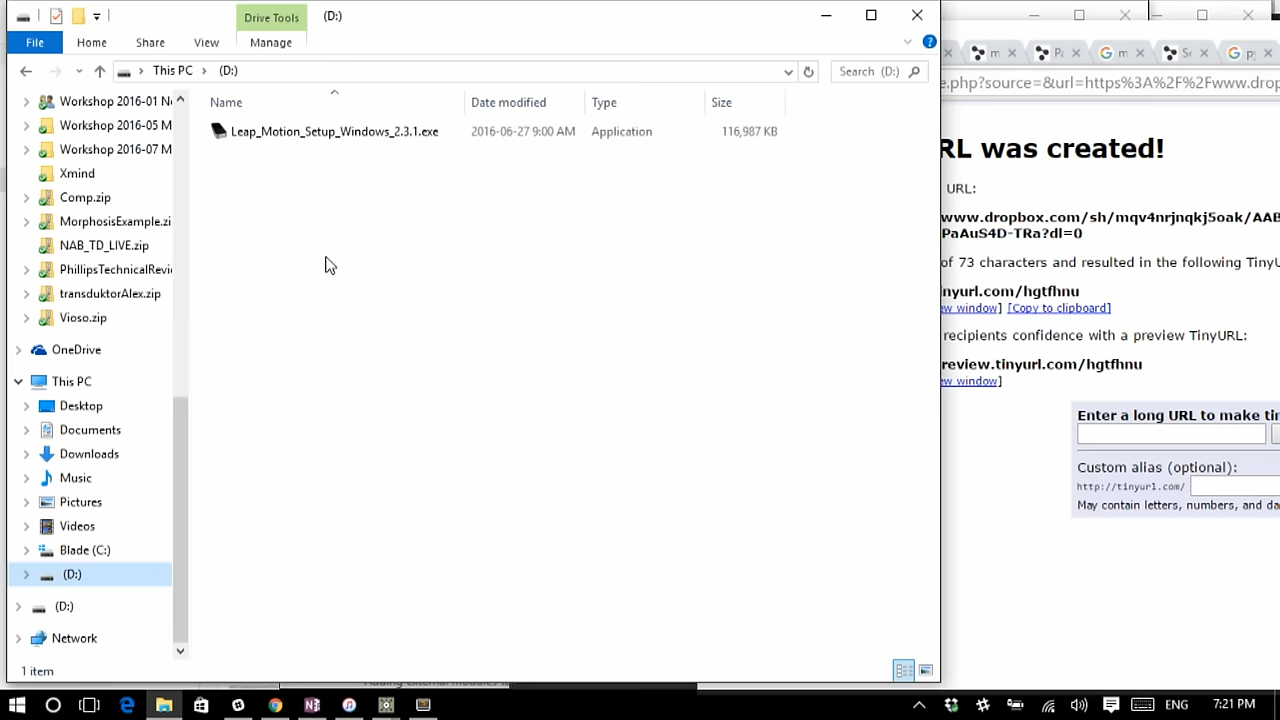 Drive Tools
(D:)
File
Home
Share
View
Manage
This PC
(D:)
Search (D:)
Workshop 2016-01
Workshop 2016-05 M
Workshop 2016-07 M
Xmind
Comp.zip
MorphosisExample.zi
NAB_TD_LIVE.zip
PhillipsTechnicalRevi
transduktorAlex.zip
Vioso.zip
OneDrive
This PC
Desktop
Documents
Downloads
Music
Pictures
Videos
Blade (C:)
(D:)
(D:)
Network
1 item
Name
Date modified
Type
Size
Leap_Motion_Setup_Windows_2.3.1.exe
2016-06-27 9:00 AM
Application
116,987 KB
e.php?source=&url=https%3A%2F%2Fwww.drop
RL was created!
URL:
www.dropbox.com/sh/mqv4nrjnqkj5oak/AAB
PaAuS4D-TRa?dl=0
of 73 characters and resulted in the following TinyU
inyurl.com/hgtfhnu
ew window] [Copy to clipboard]
recipients confidence with a preview TinyURL:
review.tinyurl.com/hgtfhnu
ew window]
Enter a long URL to make tin
Custom alias (optional):
http://tinyurl.com/
May contain letters, numbers, and da
ENG
7:21 PM